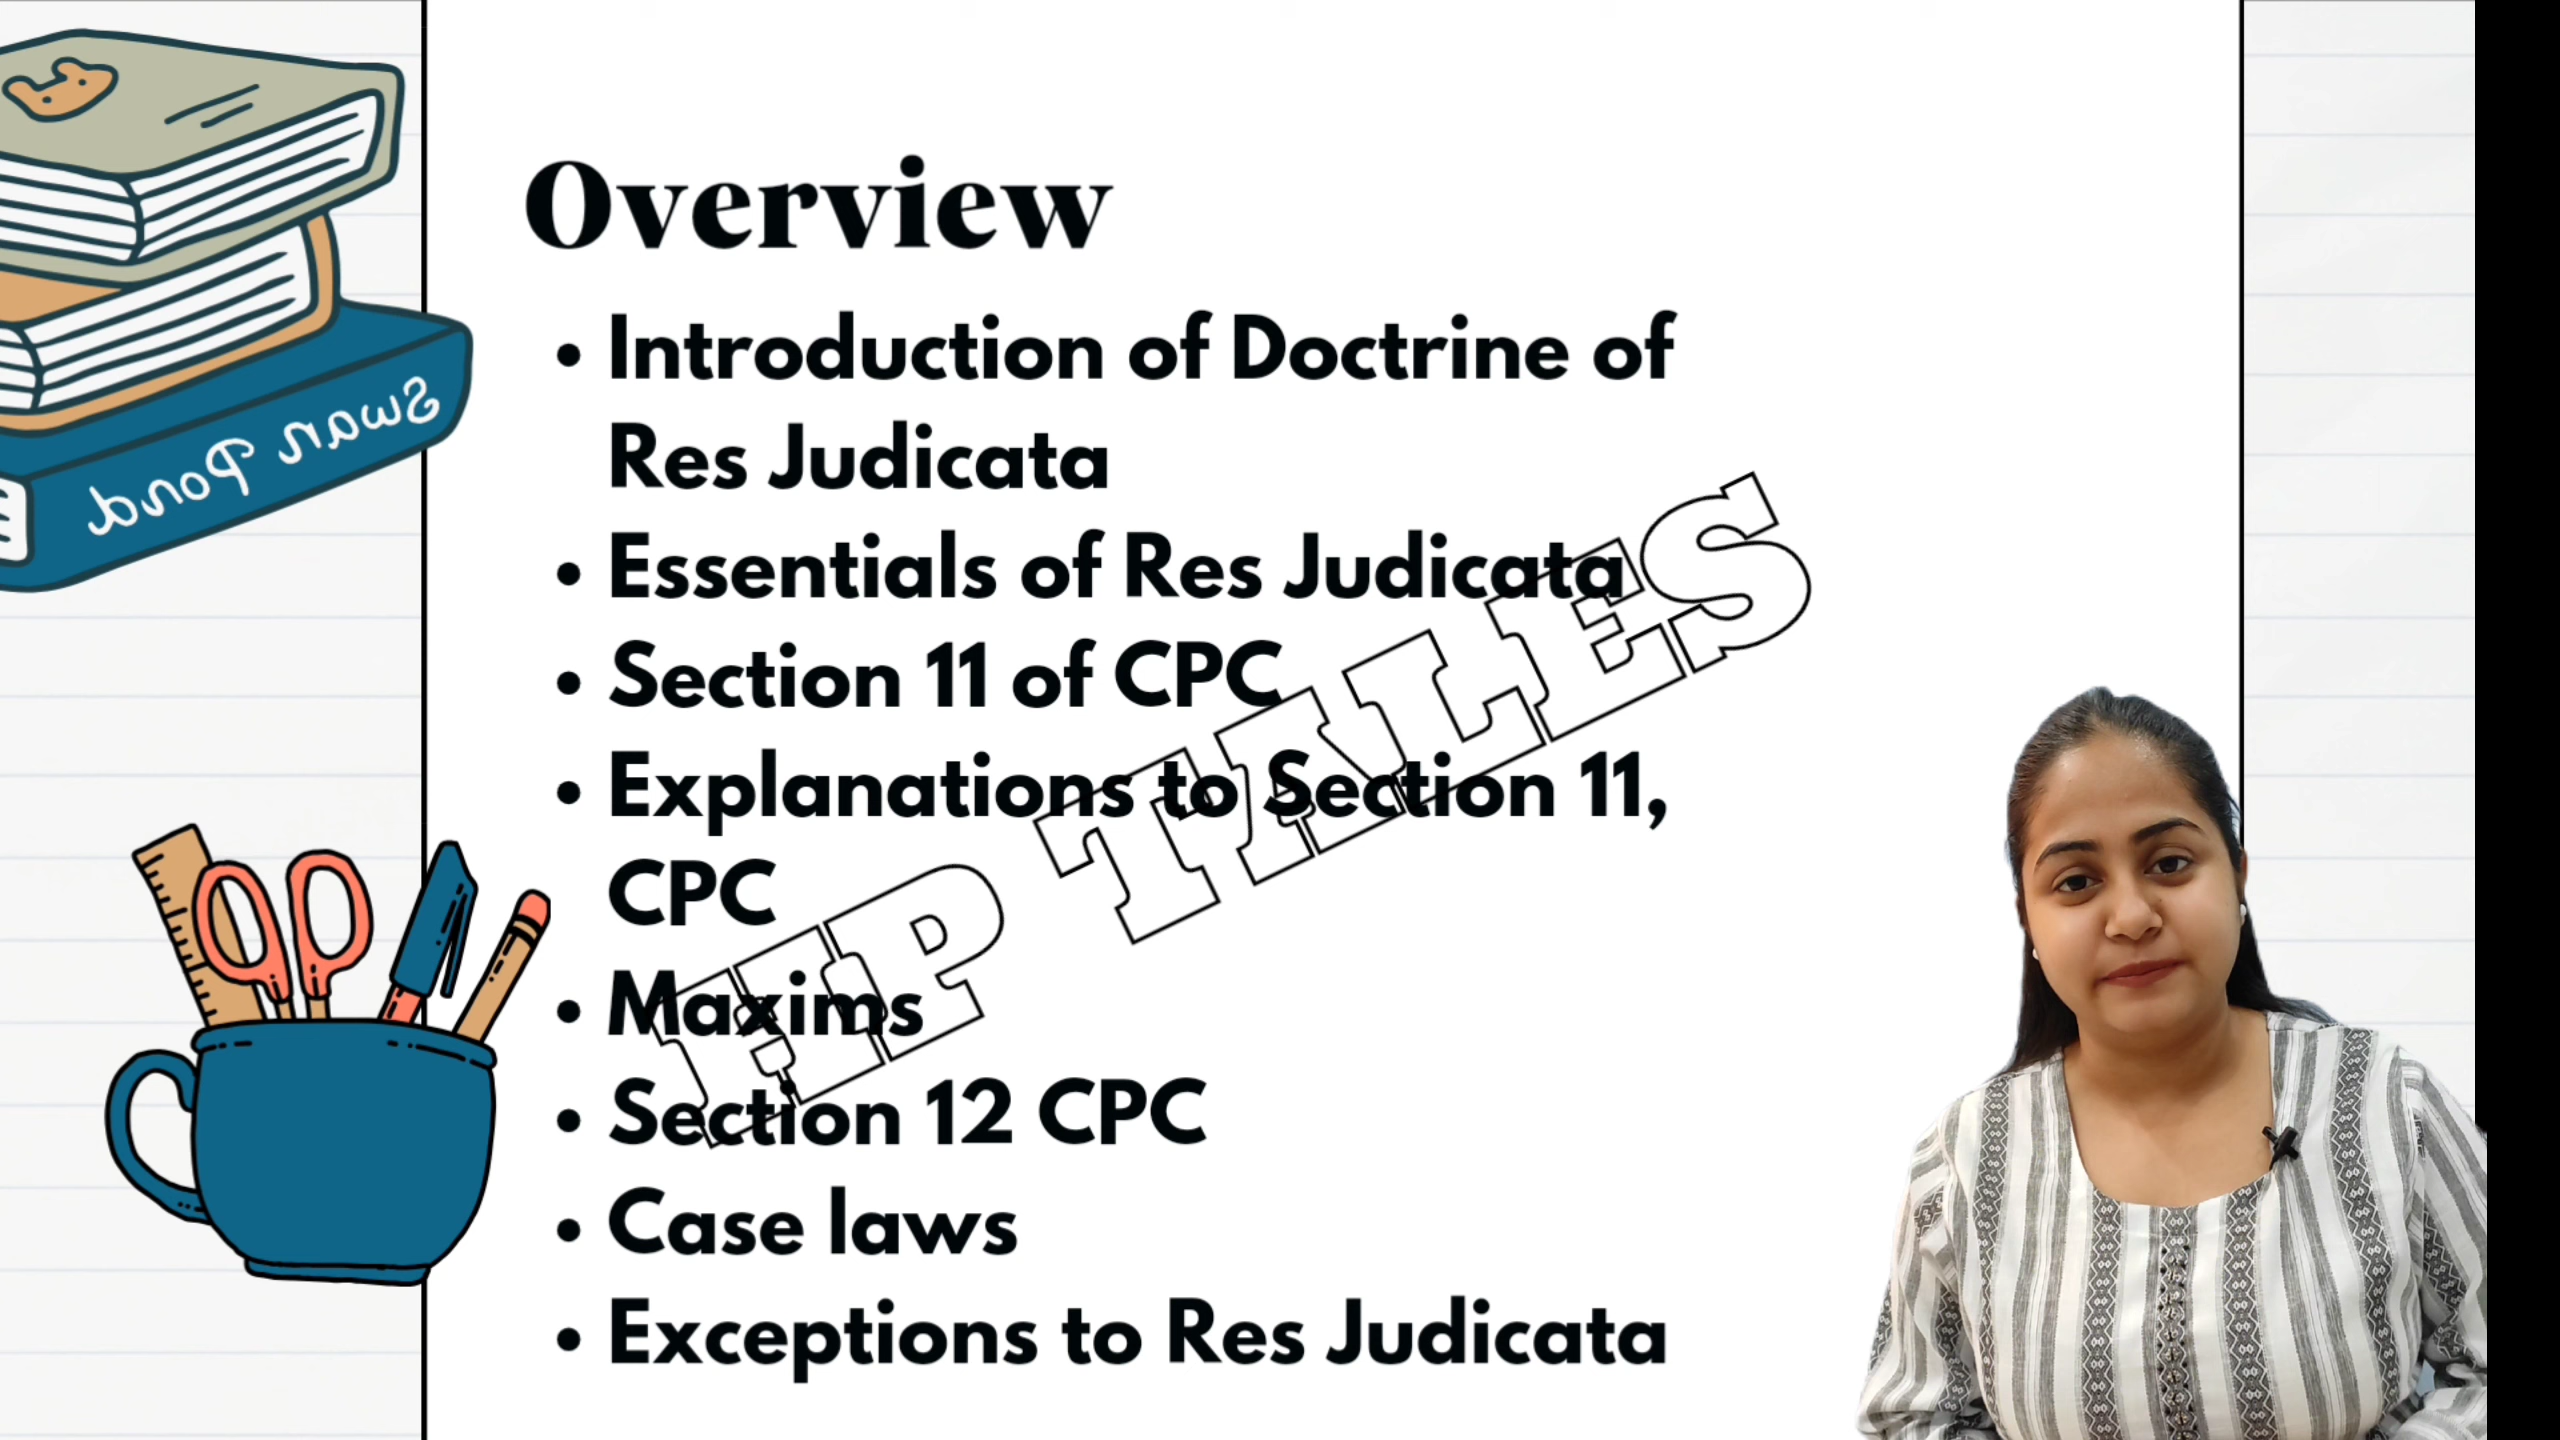 Overview
• Introduction of Doctrine of
Res Judicata
• Essentials of Res Judicata
• Section 11 of CPC
• Explanations to Section 11,
CPC
• Maxims
• Section 12 CPC
• Case laws
• Exceptions to Res Judicata
Swan Pond
HP TALES